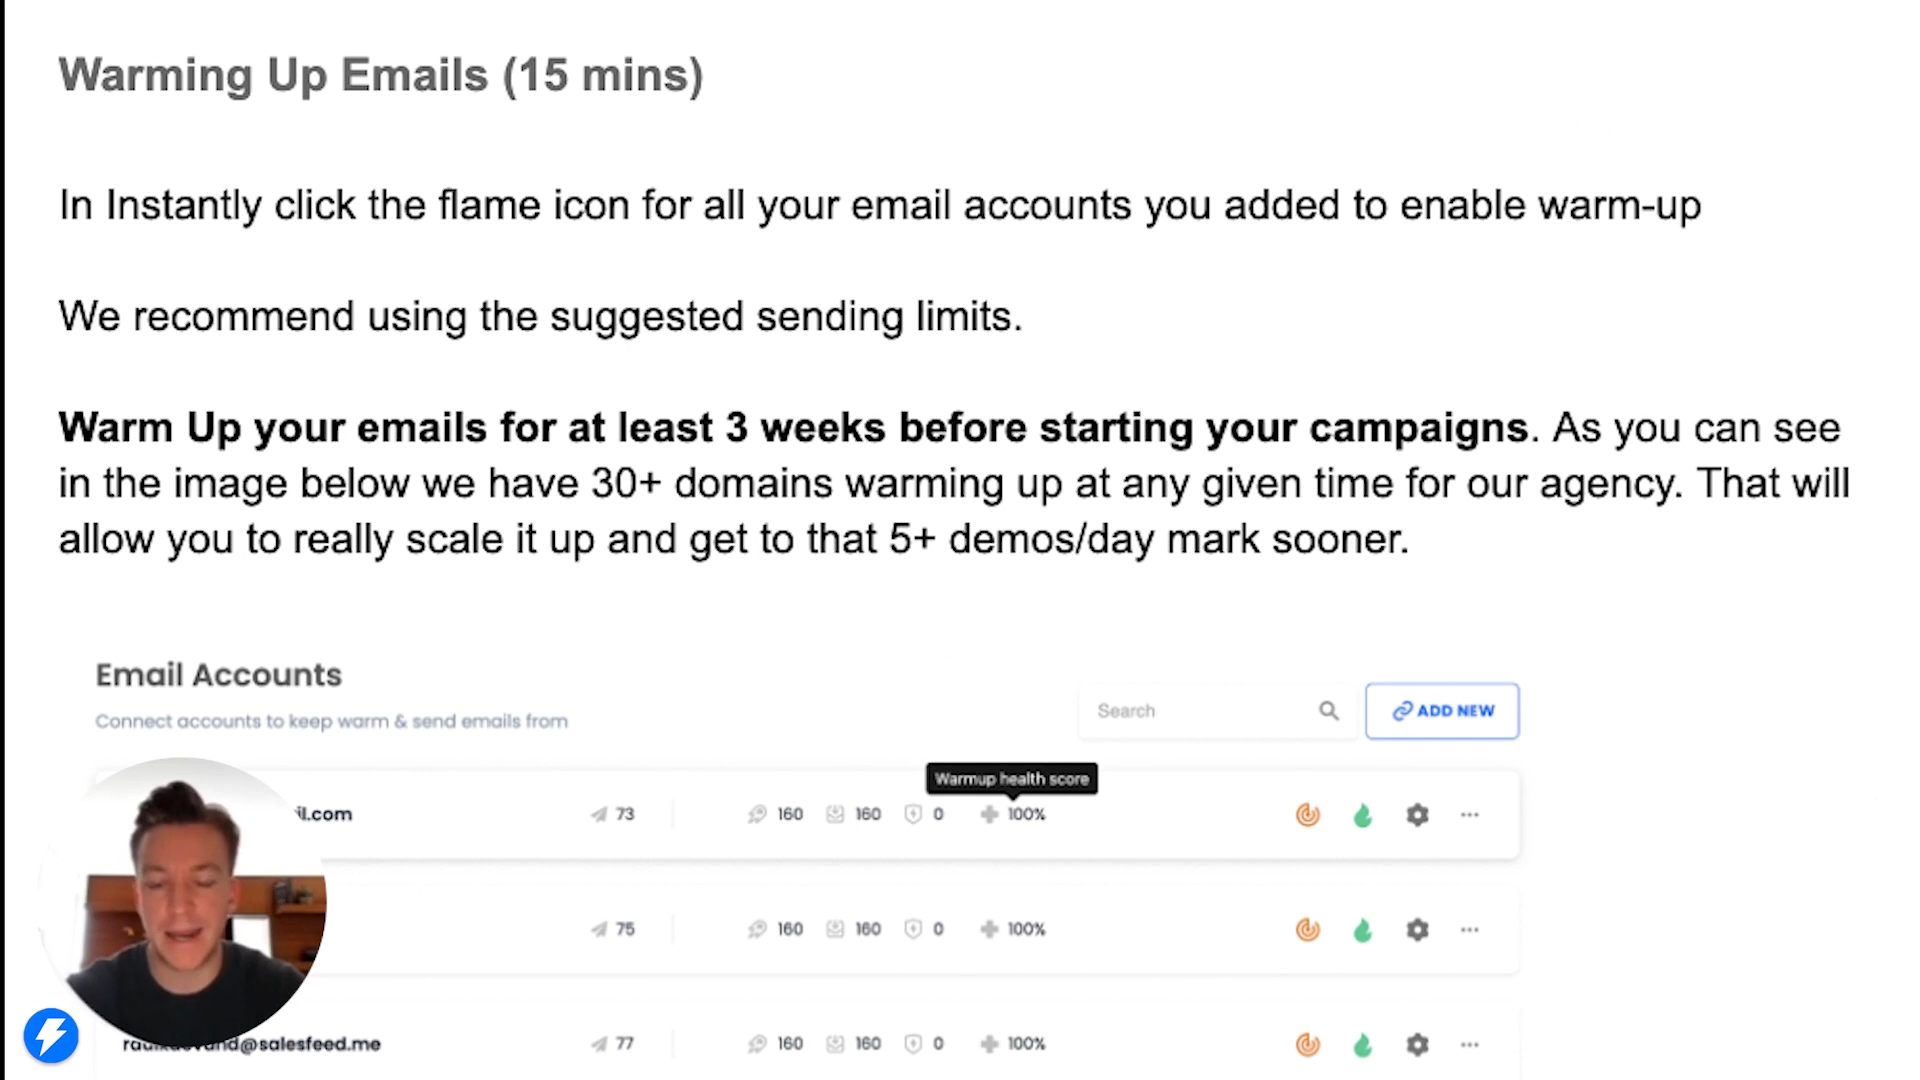 Warming Up Emails (15 mins)
In Instantly click the flame icon for all your email accounts you added to enable warm-up
We recommend using the suggested sending limits.
Warm Up your emails for at least 3 weeks before starting your campaigns. As you can see
in the image below we have 30+ domains warming up at any given time for our agency. That will
allow you to really scale it up and get to that 5+ demos/day mark sooner.
Email Accounts
Connect accounts to keep warm & send emails from
Search
ADD NEW
Warmup health score
il.com 73 160 160 0 100%
75 160 160 0 100%
@salesfeed.me 77 160 160 0 100%